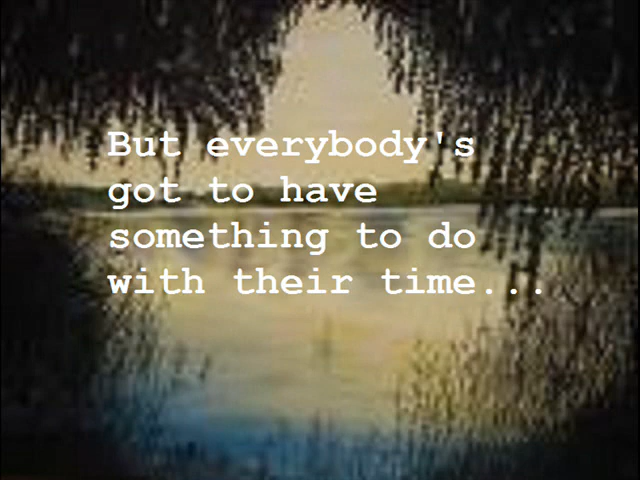 But everybody's
got to have
something to do
with their time...